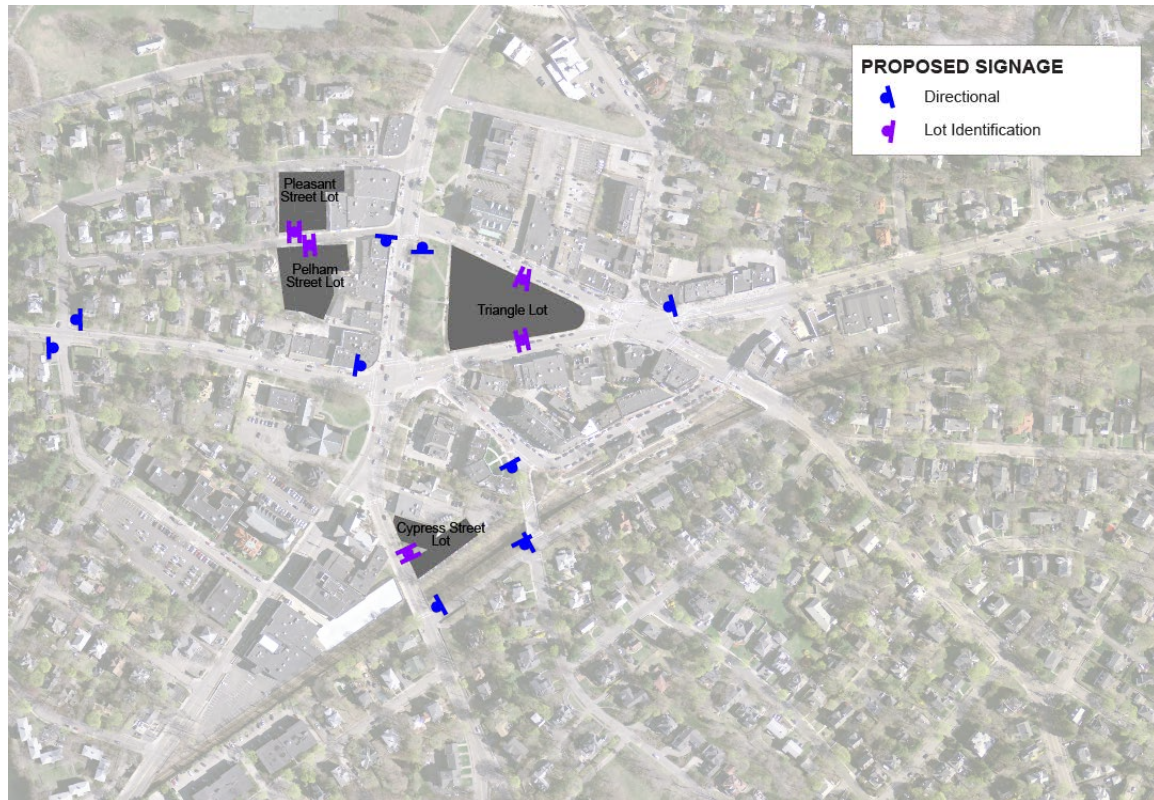 PROPOSED SIGNAGE
Directional
Lot Identification
Pleasant
Street Lot
Pelham
Street Lot
Triangle Lot
Cypress Street
Lot